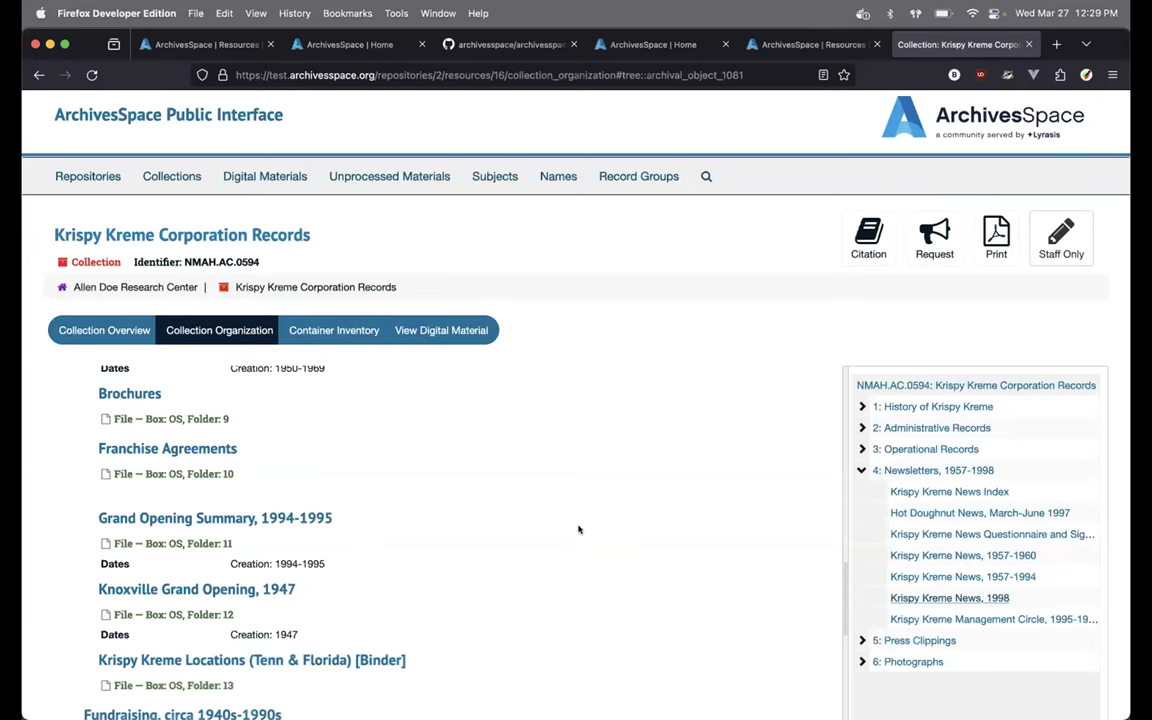 Firefox Developer Edition File Edit View History Bookmarks Tools Window Help Wed Mar 27 12:29 PM
ArchivesSpace | Resources ArchivesSpace | Home archivesspace/archivesspa ArchivesSpace | Home ArchivesSpace | Resources Collection: Krispy Kreme Corpor
https://test.archivesspace.org/repositories/2/resources/16/collection_organization#tree::archival_object_1081
ArchivesSpace Public Interface
ArchivesSpace
a community served by Lyrasis
Repositories Collections Digital Materials Unprocessed Materials Subjects Names Record Groups
Krispy Kreme Corporation Records
Collection Identifier: NMAH.AC.0594
Citation Request Print Staff Only
Allen Doe Research Center | Krispy Kreme Corporation Records
Collection Overview Collection Organization Container Inventory View Digital Material
Dates Creation: 1950-1969
Brochures
File — Box: OS, Folder: 9
Franchise Agreements
File — Box: OS, Folder: 10
Grand Opening Summary, 1994-1995
File — Box: OS, Folder: 11
Dates Creation: 1994-1995
Knoxville Grand Opening, 1947
File — Box: OS, Folder: 12
Dates Creation: 1947
Krispy Kreme Locations (Tenn & Florida) [Binder]
File — Box: OS, Folder: 13
Fundraising, circa 1940s-1990s
NMAH.AC.0594: Krispy Kreme Corporation Records
1: History of Krispy Kreme
2: Administrative Records
3: Operational Records
4: Newsletters, 1957-1998
Krispy Kreme News Index
Hot Doughnut News, March-June 1997
Krispy Kreme News Questionnaire and Sig...
Krispy Kreme News, 1957-1960
Krispy Kreme News, 1957-1994
Krispy Kreme News, 1998
Krispy Kreme Management Circle, 1995-19...
5: Press Clippings
6: Photographs